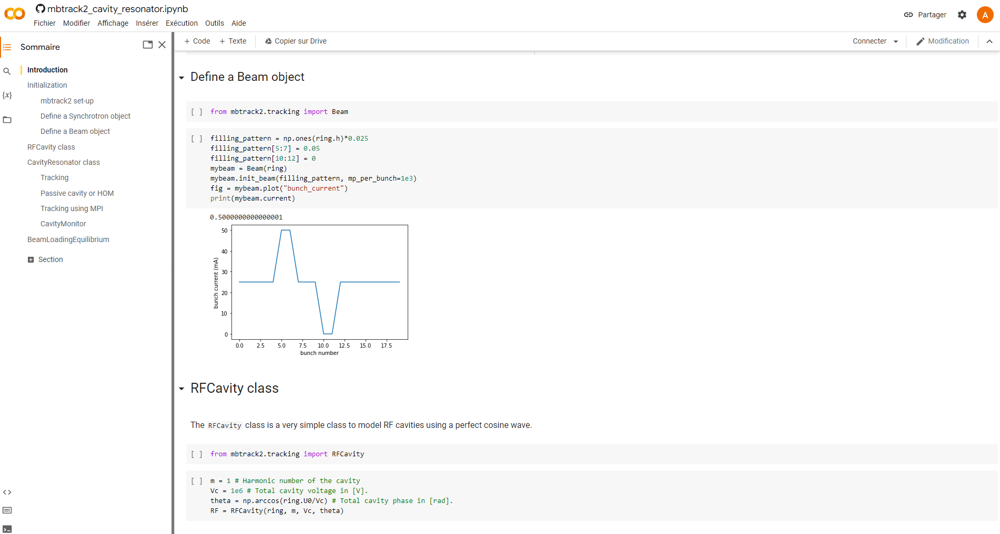 mbtrack2_cavity_resonator.ipynb
Fichier Modifier Affichage Insérer Exécution Outils Aide
Partager
A
Sommaire
Introduction
Initialization
mbtrack2 set-up
Define a Synchrotron object
Define a Beam object
RFCavity class
CavityResonator class
Tracking
Passive cavity or HOM
Tracking using MPI
CavityMonitor
BeamLoadingEquilibrium
Section
{x}
+ Code + Texte Copier sur Drive
Connecter Modification
Define a Beam object
[ ] from mbtrack2.tracking import Beam
[ ] filling_pattern = np.ones(ring.h)*0.025
filling_pattern[5:7] = 0.05
filling_pattern[10:12] = 0
mybeam = Beam(ring)
mybeam.init_beam(filling_pattern, mp_per_bunch=1e3)
fig = mybeam.plot("bunch_current")
print(mybeam.current)
0.5000000000000001
50
40
30
20
10
0
bunch current (mA)
0.0 2.5 5.0 7.5 10.0 12.5 15.0 17.5
bunch number
RFCavity class
The RFCavity class is a very simple class to model RF cavities using a perfect cosine wave.
[ ] from mbtrack2.tracking import RFCavity
[ ] m = 1 # Harmonic number of the cavity
Vc = 1e6 # Total cavity voltage in [V].
theta = np.arccos(ring.U0/Vc) # Total cavity phase in [rad].
RF = RFCavity(ring, m, Vc, theta)